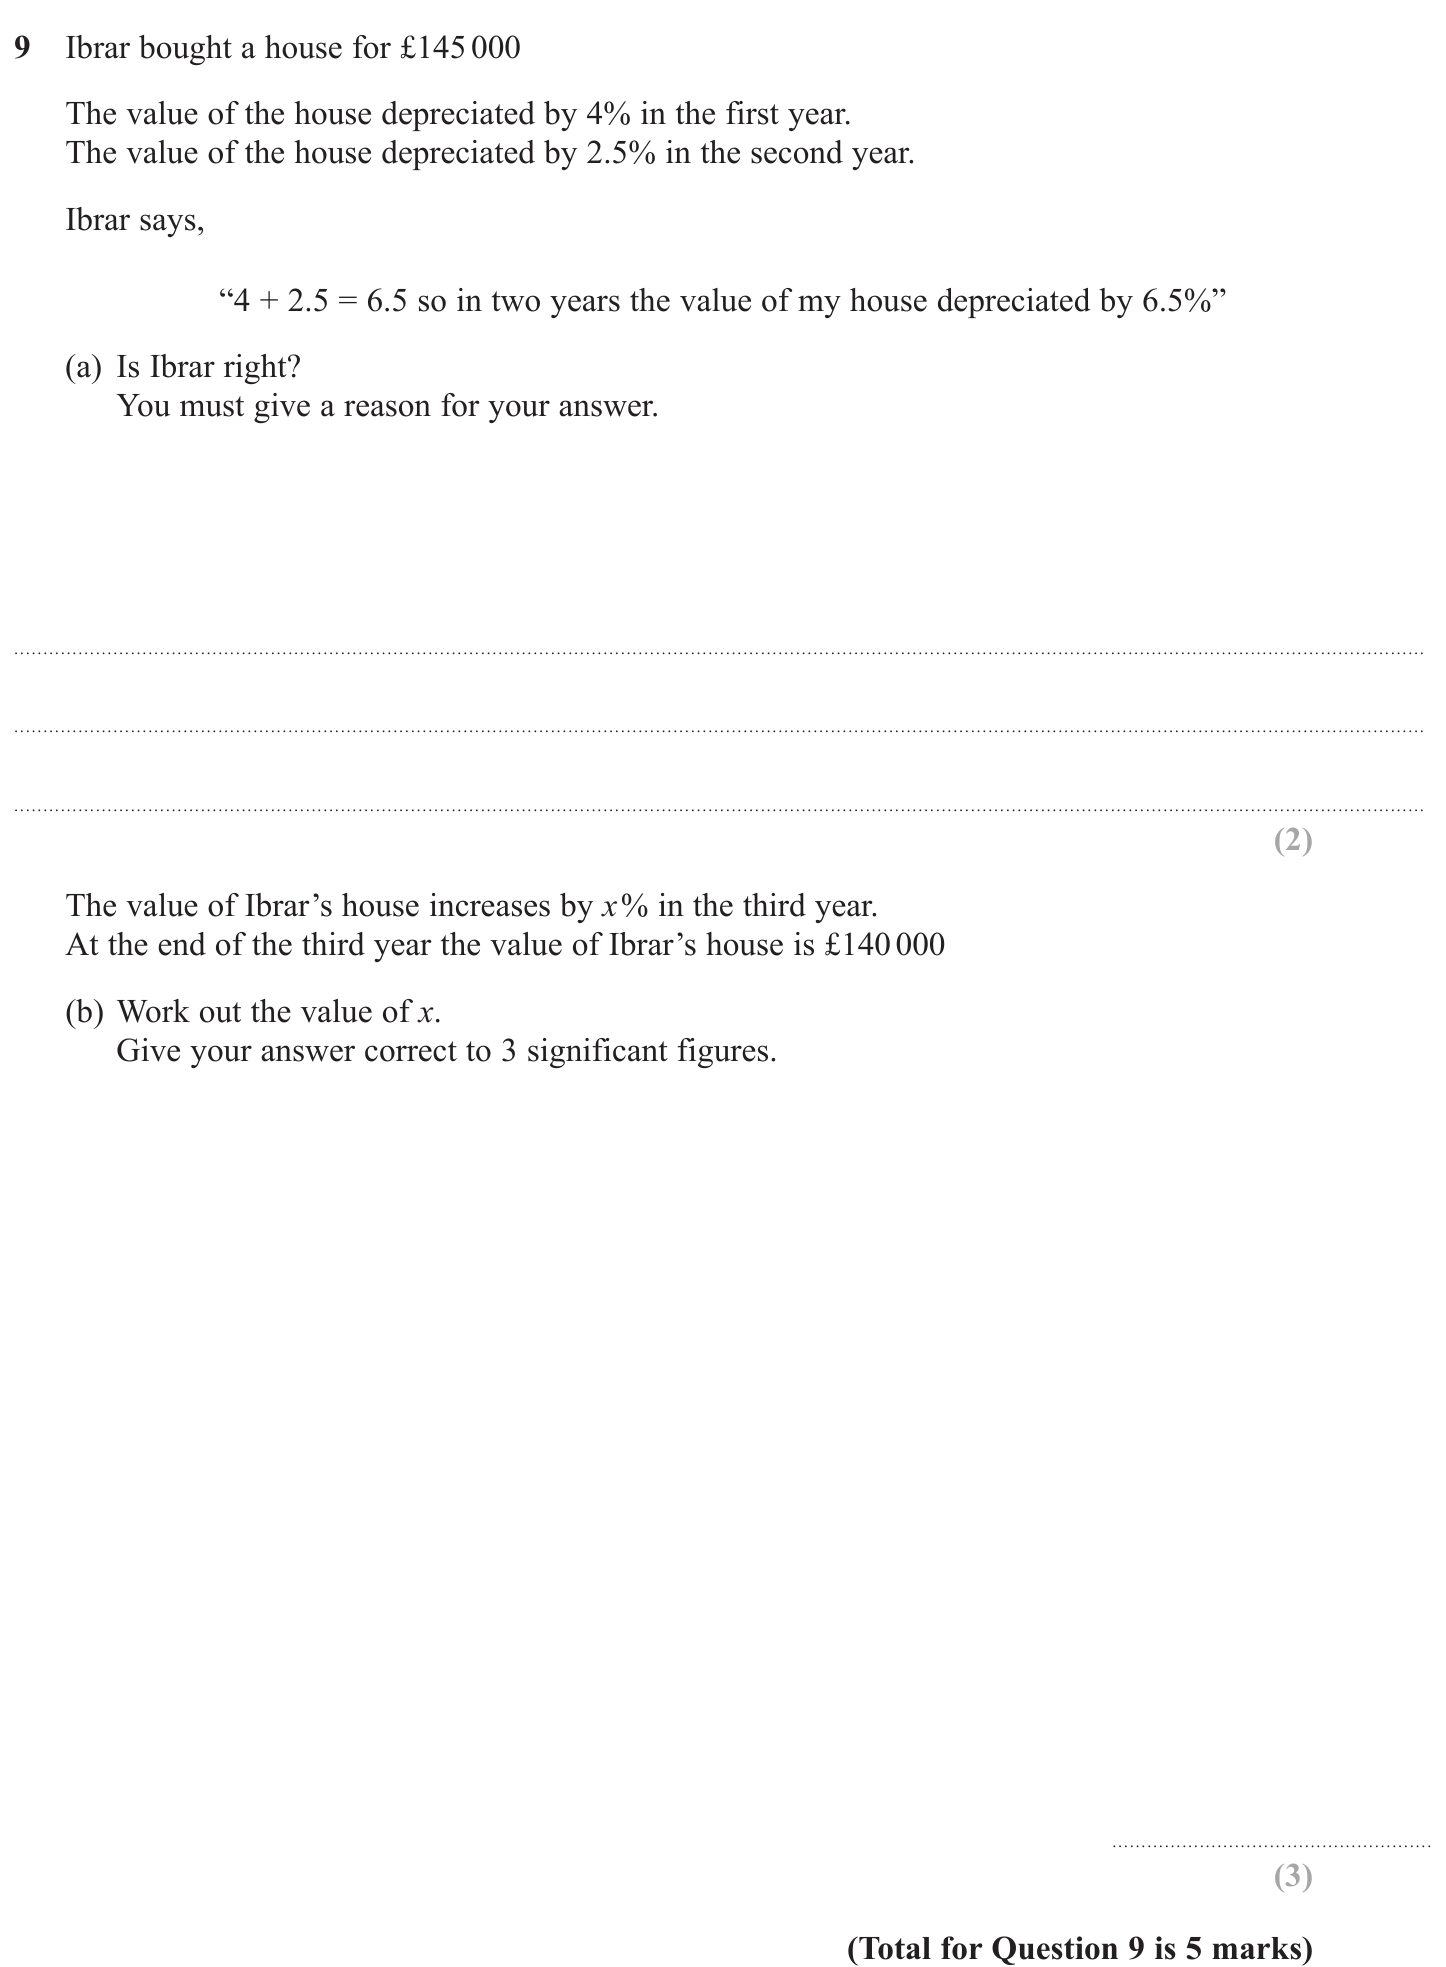 9 Ibrar bought a house for £145 000
The value of the house depreciated by 4% in the first year.
The value of the house depreciated by 2.5% in the second year.
Ibrar says,
“4 + 2.5 = 6.5 so in two years the value of my house depreciated by 6.5%”
(a) Is Ibrar right?
You must give a reason for your answer.
(2)
The value of Ibrar’s house increases by x% in the third year.
At the end of the third year the value of Ibrar’s house is £140 000
(b) Work out the value of x.
Give your answer correct to 3 significant figures.
(3)
(Total for Question 9 is 5 marks)